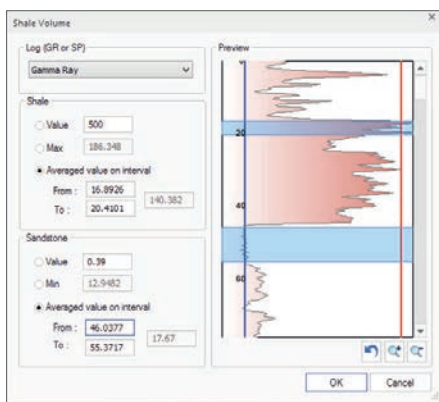 Shale Volume
Log (GR or SP)
Gamma Ray
Shale
Value 500
Max 186.348
Averaged value on interval
From : 16.8926
To : 20.4101
140.382
Sandstone
Value 0.39
Min 12.9482
Averaged value on interval
From : 46.0377
To : 55.3717
17.67
Preview
0
20
40
60
OK Cancel